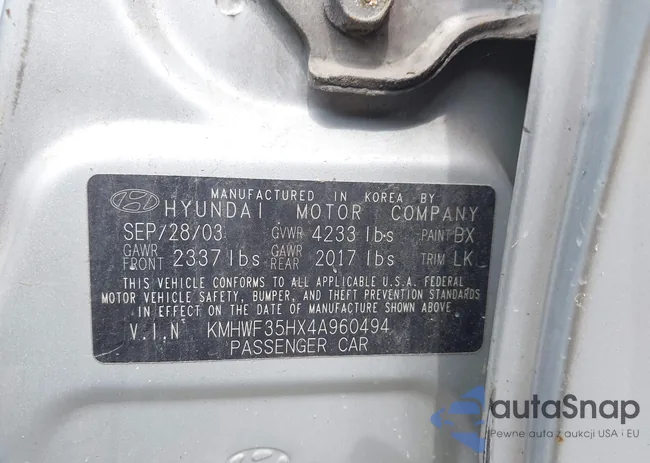 MANUFACTURED IN KOREA BY
HYUNDAI MOTOR COMPANY
SEP/28/03 GVWR 4233 lbs PAINT BX
GAWR FRONT 2337 lbs GAWR REAR 2017 lbs TRIM LK
THIS VEHICLE CONFORMS TO ALL APPLICABLE U.S.A. FEDERAL
MOTOR VEHICLE SAFETY, BUMPER, AND THEFT PREVENTION STANDARDS
IN EFFECT ON THE DATE OF MANUFACTURE SHOWN ABOVE.
V.I.N KMHWF35HX4A960494
PASSENGER CAR
autaSnap
Pewne auta z aukcji USA i EU